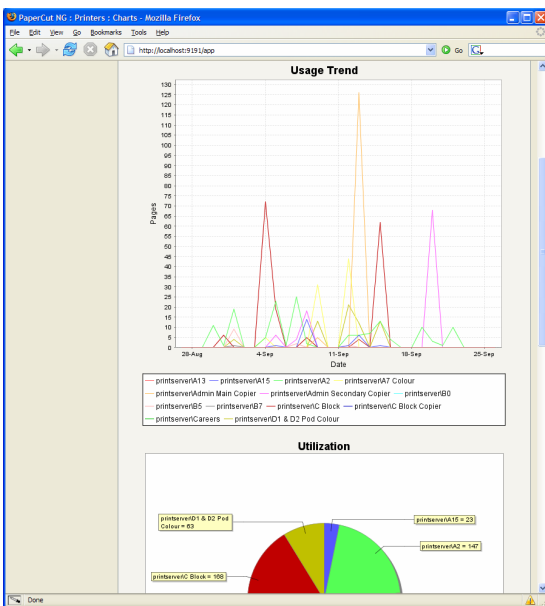 PaperCut NG : Printers : Charts - Mozilla Firefox
File Edit View Go Bookmarks Tools Help
http://localhost:9191/app
Go
Usage Trend
130
125
120
115
110
105
100
95
90
85
80
75
70
65
60
55
50
45
40
35
30
25
20
15
10
5
0
Pages
28-Aug 4-Sep 11-Sep 18-Sep 25-Sep
Date
printserver\A13 printserver\A15 printserver\A2 printserver\A7 Colour
printserver\Admin Main Copier printserver\Admin Secondary Copier printserver\B0
printserver\B5 printserver\B7 printserver\C Block printserver\C Block Copier
printserver\Careers printserver\D1 & D2 Pod Colour
Utilization
printserver\D1 & D2 Pod
Colour = 63
printserver\A15 = 23
printserver\A2 = 147
printserver\C Block = 168
Done